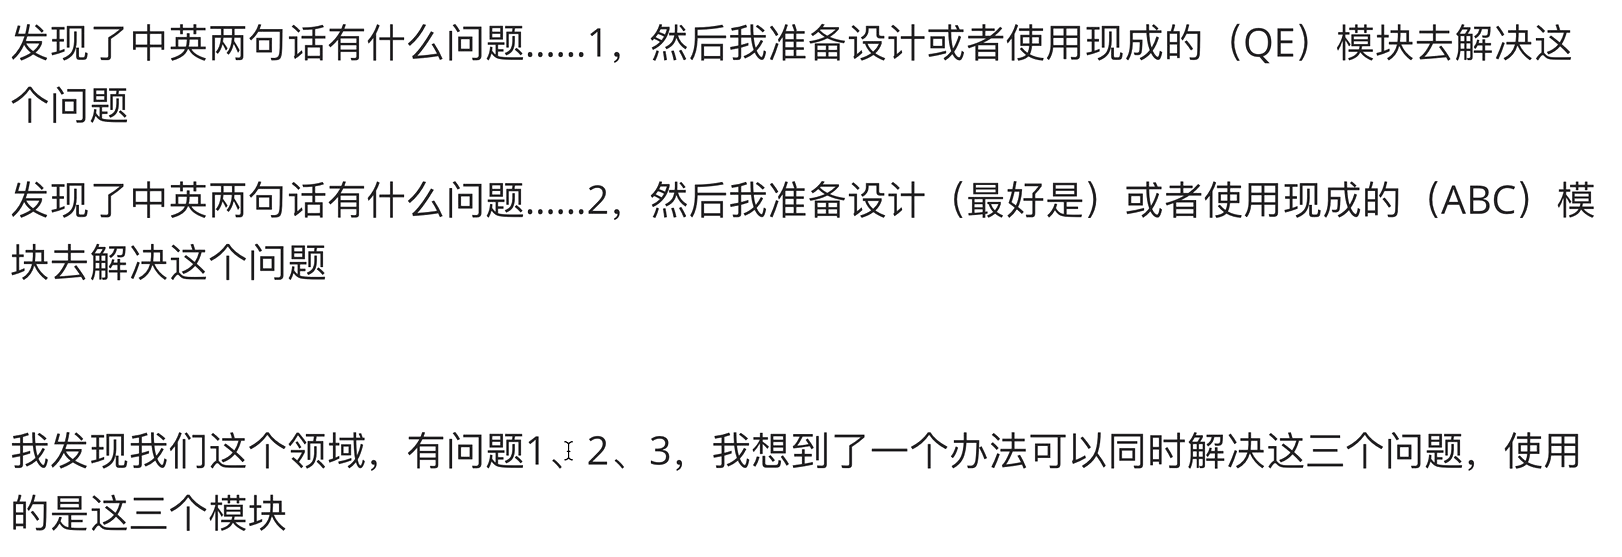 发现了中英两句话有什么问题......1，然后我准备设计或者使用现成的（QE）模块去解决这
个问题
发现了中英两句话有什么问题......2，然后我准备设计（最好是）或者使用现成的（ABC）模
块去解决这个问题
我发现我们这个领域，有问题1、2、3，我想到了一个办法可以同时解决这三个问题，使用
的是这三个模块